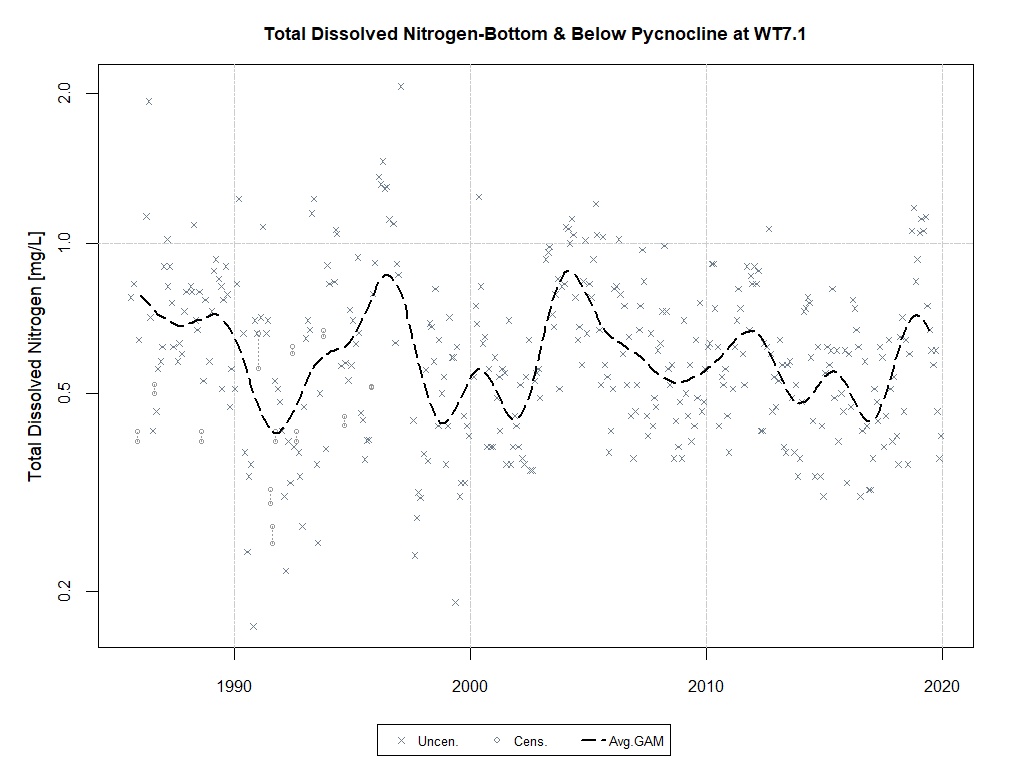 Total Dissolved Nitrogen-Bottom & Below Pycnocline at WT7.1
Total Dissolved Nitrogen [mg/L]
2.0
1.0
0.5
0.2
1990 2000 2010 2020
Uncen. Cens. Avg.GAM